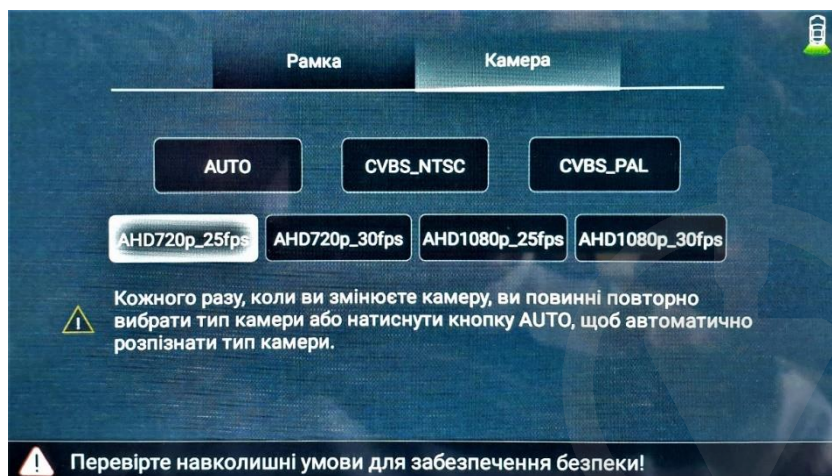 Рамка Камера
AUTO CVBS_NTSC CVBS_PAL
AHD720p_25fps AHD720p_30fps AHD1080p_25fps AHD1080p_30fps
Кожного разу, коли ви змінюєте камеру, ви повинні повторно
вибрати тип камери або натиснути кнопку AUTO, щоб автоматично
розпізнати тип камери.
Перевірте навколишні умови для забезпечення безпеки!